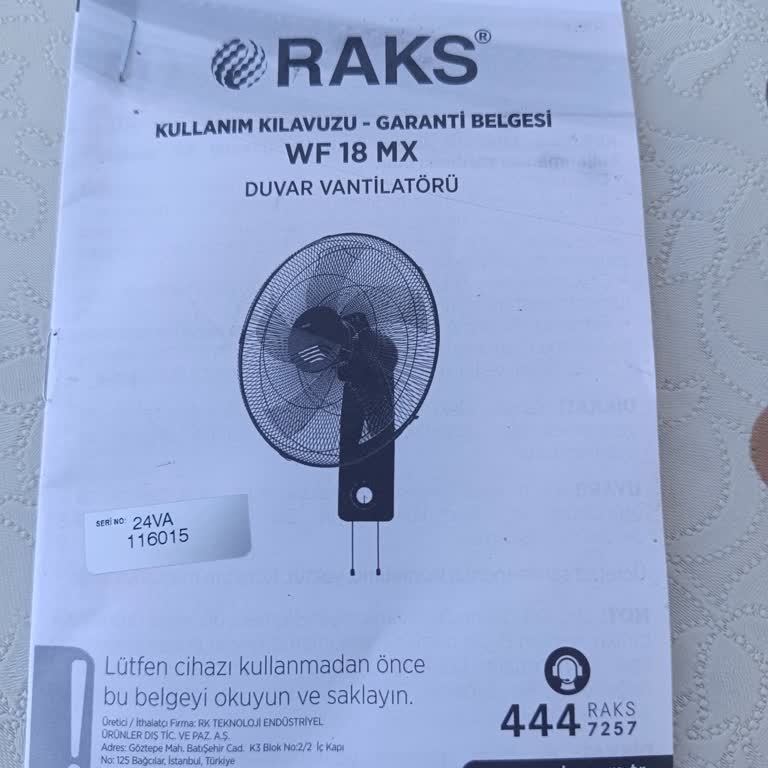 RAKS®
KULLANIM KILAVUZU - GARANTİ BELGESİ
WF 18 MX
DUVAR VANTİLATÖRÜ
SERİ NO: 24VA
116015
Lütfen cihazı kullanmadan önce
bu belgeyi okuyun ve saklayın.
Üretici / İthalatçı Firma: RK TEKNOLOJİ ENDÜSTRİYEL
ÜRÜNLER DIŞ TİC. VE PAZ. A.Ş.
Adres: Göztepe Mah. Batışehir Cad. K3 Blok No:2/2 İç Kapı
No: 125 Bağcılar, İstanbul, Türkiye
444 RAKS
7257